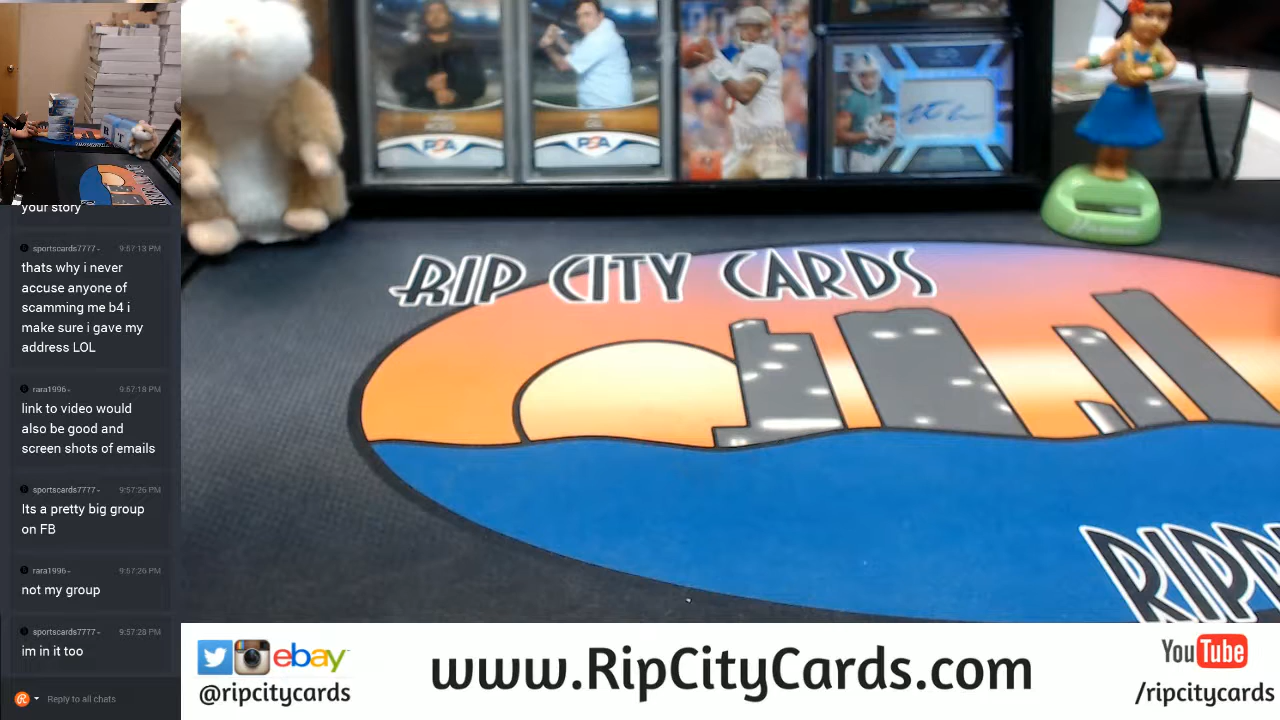 your story
sportscards7777 9:57:13 PM
thats why i never
accuse anyone of
scamming me b4 i
make sure i gave my
address LOL
rara1996 9:57:18 PM
link to video would
also be good and
screen shots of emails
sportscards7777 9:57:26 PM
Its a pretty big group
on FB
rara1996 9:57:26 PM
not my group
sportscards7777 9:57:28 PM
im in it too
Reply to all chats
PSA
PSA
RIP CITY CARDS
RIPP
ebay
@ripcitycards
www.RipCityCards.com
YouTube
/ripcitycards